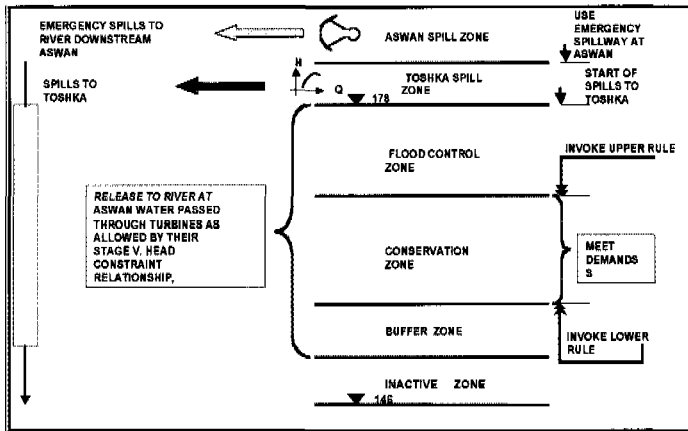 EMERGENCY SPILLS TO
RIVER DOWNSTREAM
ASWAN
SPILLS TO
TOSHKA
H
Q
ASWAN SPILL ZONE
TOSHKA SPILL
ZONE
178
USE
EMERGENCY
SPILLWAY AT
ASWAN
START OF
SPILLS TO
TOSHKA
FLOOD CONTROL
ZONE
INVOKE UPPER RULE
RELEASE TO RIVER AT
ASWAN WATER PASSED
THROUGH TURBINES AS
ALLOWED BY THEIR
STAGE V. HEAD
CONSTRAINT
RELATIONSHIP,
CONSERVATION
ZONE
MEET
DEMANDS
S
BUFFER ZONE
INVOKE LOWER
RULE
INACTIVE ZONE
146